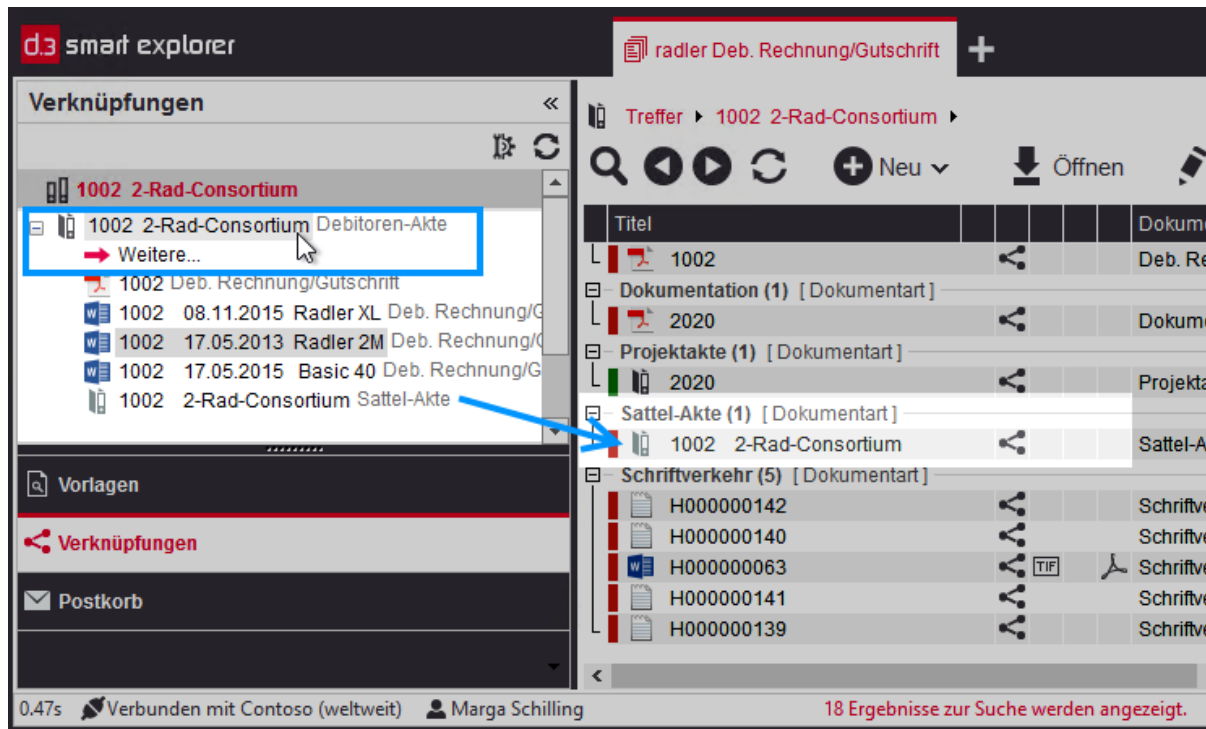 d.3 smart explorer
radler Deb. Rechnung/Gutschrift
Verknüpfungen
«
1002 2-Rad-Consortium
1002 2-Rad-Consortium Debitoren-Akte
Weitere...
1002 Deb. Rechnung/Gutschrift
1002 08.11.2015 Radler XL Deb. Rechnung/G
1002 17.05.2013 Radler 2M Deb. Rechnung/G
1002 17.05.2015 Basic 40 Deb. Rechnung/G
1002 2-Rad-Consortium Sattel-Akte
Vorlagen
Verknüpfungen
Postkorb
Treffer 1002 2-Rad-Consortium
Neu Öffnen
Titel Dokume
1002 Deb. Re
Dokumentation (1) [Dokumentart]
2020 Dokume
Projektakte (1) [Dokumentart]
2020 Projekta
Sattel-Akte (1) [Dokumentart]
1002 2-Rad-Consortium Sattel-A
Schriftverkehr (5) [Dokumentart]
H000000142 Schriftve
H000000140 Schriftve
H000000063 TIF Schriftve
H000000141 Schriftve
H000000139 Schriftve
0.47s Verbunden mit Contoso (weltweit) Marga Schilling 18 Ergebnisse zur Suche werden angezeigt.